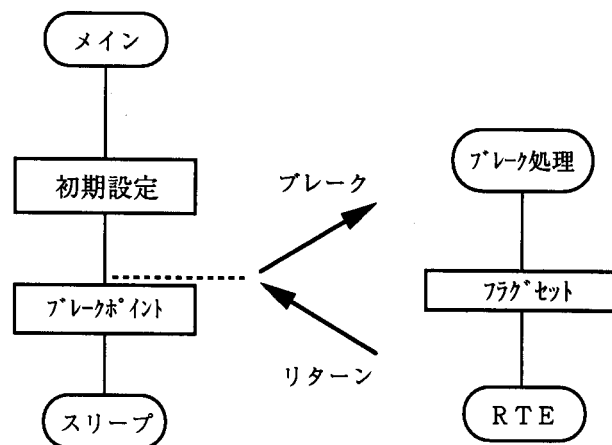 メイン
初期設定
ブレークポイント
スリープ
ブレーク
リターン
ブレーク処理
フラグセット
RTE